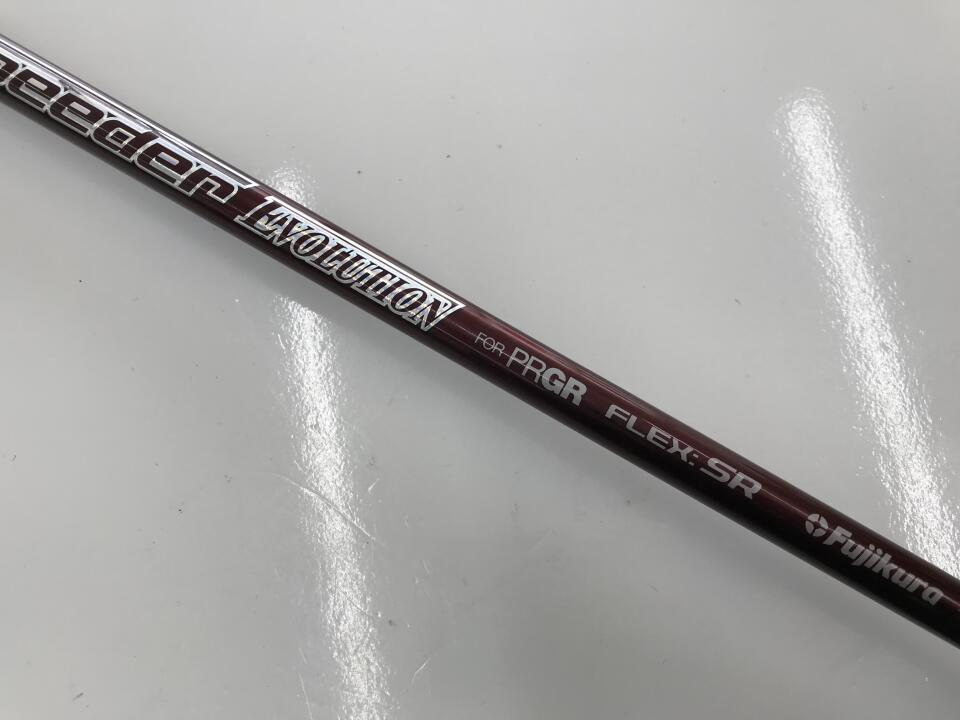 peeder EVOLUTION FOR PRGR FLEX: SR Fujikura